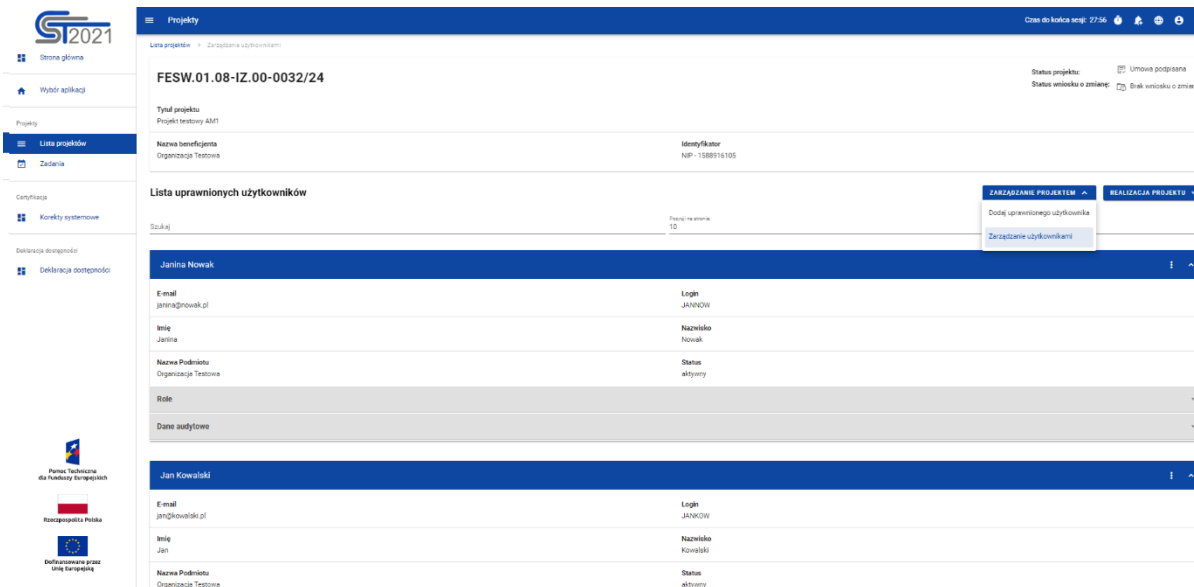 CST2021
Projekty
Czas do końca sesji: 27:56
Strona główna
Wybór aplikacji
Projekty
Lista projektów
Zadania
Certyfikacja
Korekty systemowe
Deklaracja dostępności
Deklaracja dostępności
Pomoc Techniczna
dla Funduszy Europejskich
Rzeczpospolita Polska
Dofinansowane przez
Unię Europejską
Lista projektów > Zarządzanie użytkownikami
FESW.01.08-IZ.00-0032/24
Status projektu: Umowa podpisana
Status wniosku o zmianę: Brak wniosku o zmian
Tytuł projektu
Projekt testowy AM1
Nazwa beneficjenta Identyfikator
Organizacja Testowa NIP - 1588916105
Lista uprawnionych użytkowników
ZARZĄDZANIE PROJEKTEM REALIZACJA PROJEKTU
Dodaj uprawnionego użytkownika
Zarządzanie użytkownikami
Szukaj
Pozycji na stronie
10
Janina Nowak
E-mail Login
janina@nowak.pl JANNOW
Imię Nazwisko
Janina Nowak
Nazwa Podmiotu Status
Organizacja Testowa aktywny
Role
Dane audytowe
Jan Kowalski
E-mail Login
jan@kowalski.pl JANKOW
Imię Nazwisko
Jan Kowalski
Nazwa Podmiotu Status
Organizacja Testowa aktywny